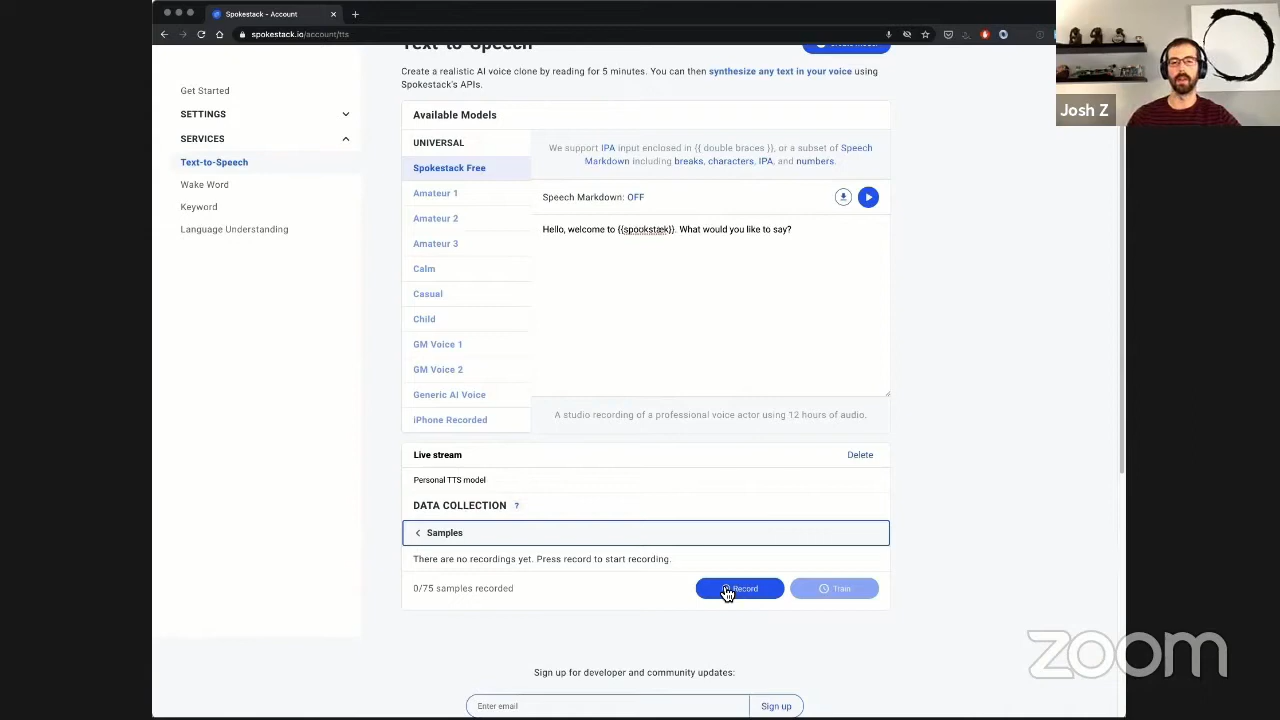 Spokestack - Account
spokestack.io/account/tts
Josh Z
Text-to-Speech
Create a realistic AI voice clone by reading for 5 minutes. You can then synthesize any text in your voice using
Spokestack's APIs.
Get Started
SETTINGS
SERVICES
Text-to-Speech
Wake Word
Keyword
Language Understanding
Available Models
UNIVERSAL
Spokestack Free
Amateur 1
Amateur 2
Amateur 3
Calm
Casual
Child
GM Voice 1
GM Voice 2
Generic AI Voice
iPhone Recorded
We support IPA input enclosed in {{ double braces }}, or a subset of Speech
Markdown including breaks, characters, IPA, and numbers.
Speech Markdown: OFF
Hello, welcome to {{spoʊkstæk}}. What would you like to say?
A studio recording of a professional voice actor using 12 hours of audio.
Live stream
Delete
Personal TTS model
DATA COLLECTION ?
Samples
There are no recordings yet. Press record to start recording.
0/75 samples recorded
Record
Train
Sign up for developer and community updates:
Enter email
Sign up
zoom